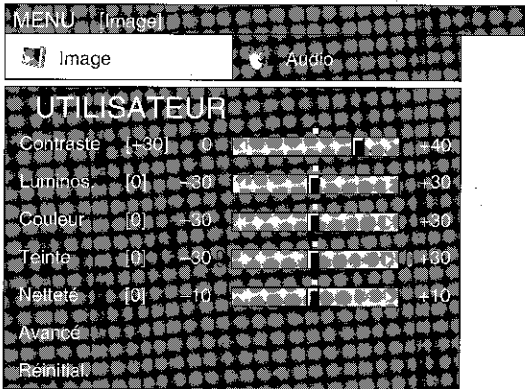 MENU [Image]
Image Audio
UTILISATEUR
Contraste [+30] 0 +40
Luminos. [0] –30 +30
Couleur [0] –30 +30
Teinte [0] –30 +30
Netteté [0] –10 +10
Avancé
Réinitial.